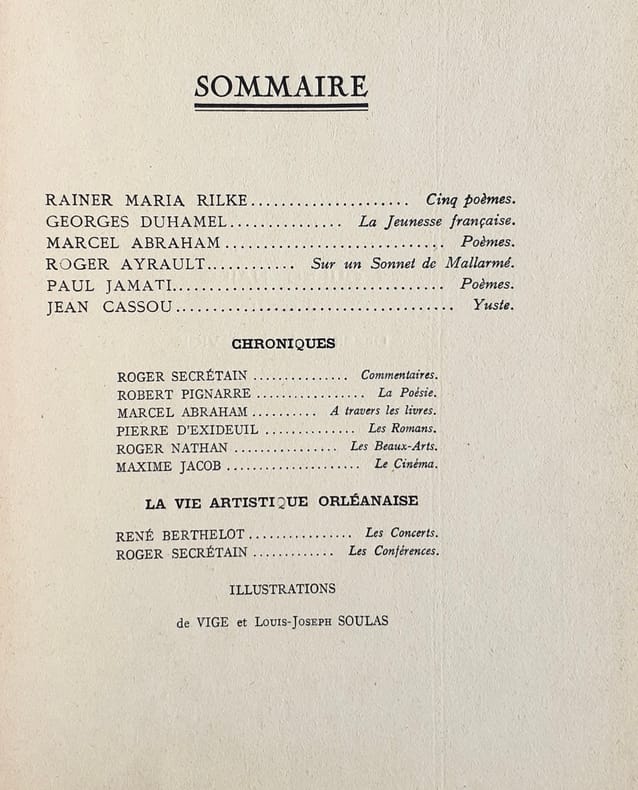 SOMMAIRE
RAINER MARIA RILKE..................... Cinq poèmes.
GEORGES DUHAMEL............... La Jeunesse française.
MARCEL ABRAHAM............................. Poèmes.
ROGER AYRAULT............ Sur un Sonnet de Mallarmé.
PAUL JAMATI................................... Poèmes.
JEAN CASSOU..................................... Yuste.
CHRONIQUES
ROGER SECRÉTAIN............... Commentaires.
ROBERT PIGNARRE................. La Poésie.
MARCEL ABRAHAM.......... A travers les livres.
PIERRE D'EXIDEUIL.............. Les Romans.
ROGER NATHAN................ Les Beaux-Arts.
MAXIME JACOB..................... Le Cinéma.
LA VIE ARTISTIQUE ORLÉANAISE
RENÉ BERTHELOT................ Les Concerts.
ROGER SECRÉTAIN............. Les Conférences.
ILLUSTRATIONS
de VIGE et LOUIS-JOSEPH SOULAS